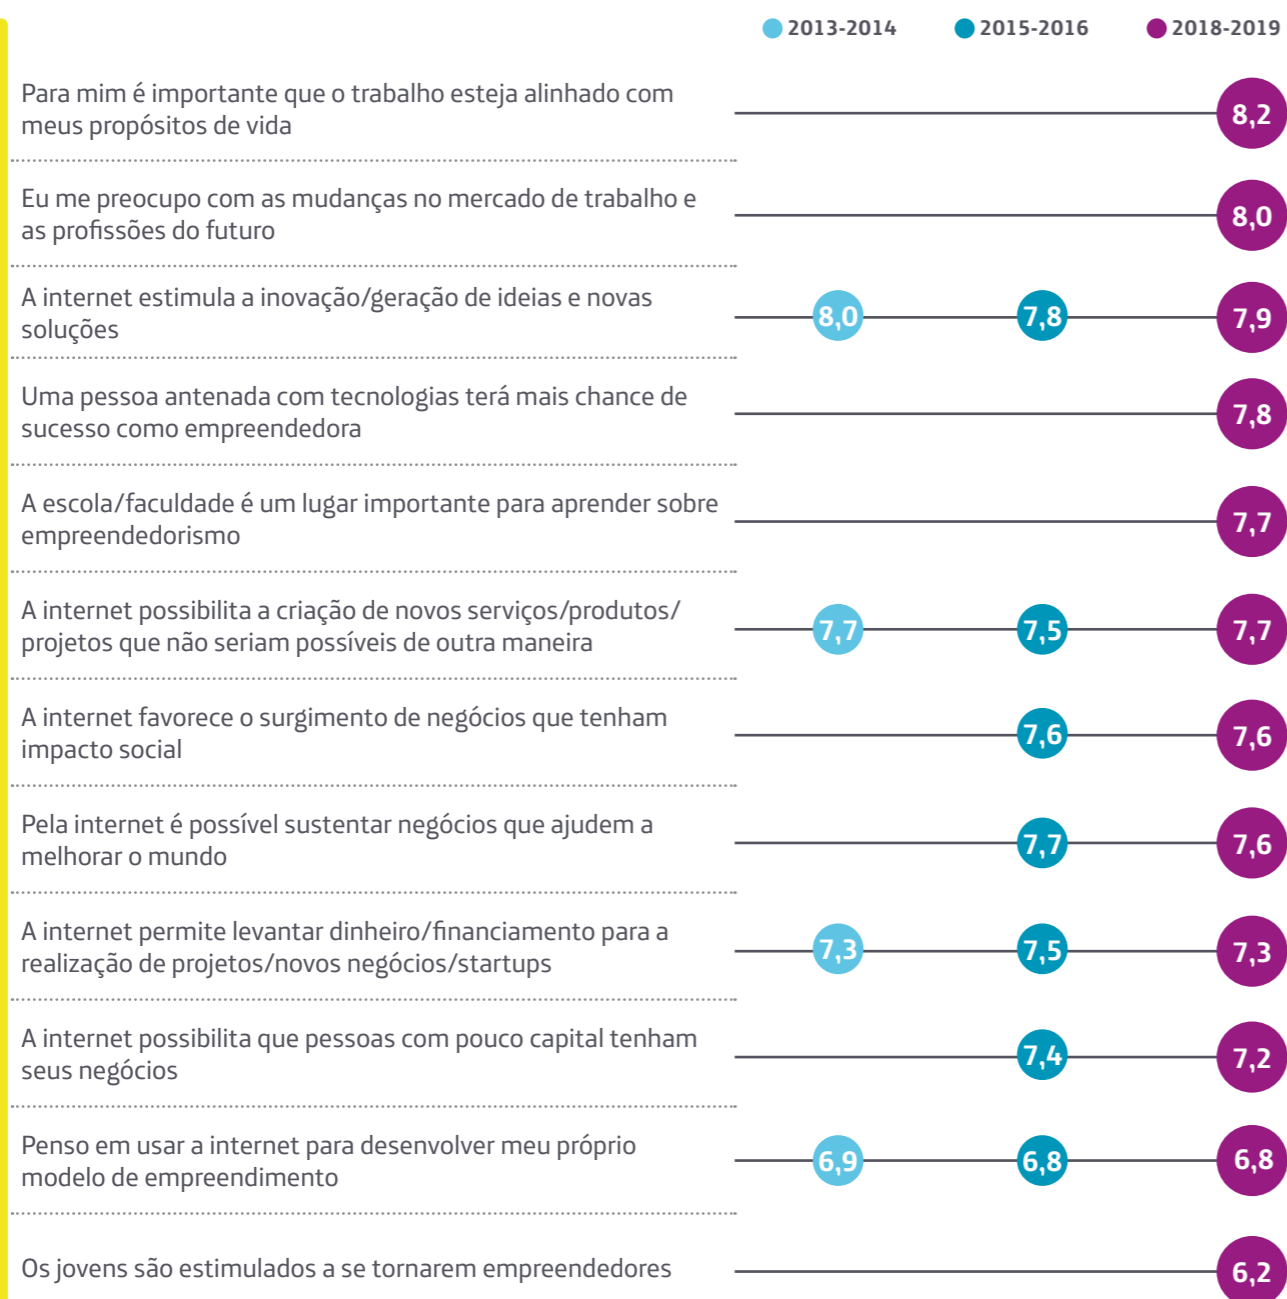 2013-2014 2015-2016 2018-2019
Para mim é importante que o trabalho esteja alinhado com
meus propósitos de vida
8,2
Eu me preocupo com as mudanças no mercado de trabalho e
as profissões do futuro
8,0
A internet estimula a inovação/geração de ideias e novas
soluções
8,0 7,8 7,9
Uma pessoa antenada com tecnologias terá mais chance de
sucesso como empreendedora
7,8
A escola/faculdade é um lugar importante para aprender sobre
empreendedorismo
7,7
A internet possibilita a criação de novos serviços/produtos/
projetos que não seriam possíveis de outra maneira
7,7 7,5 7,7
A internet favorece o surgimento de negócios que tenham
impacto social
7,6 7,6
Pela internet é possível sustentar negócios que ajudem a
melhorar o mundo
7,7 7,6
A internet permite levantar dinheiro/financiamento para a
realização de projetos/novos negócios/startups
7,3 7,5 7,3
A internet possibilita que pessoas com pouco capital tenham
seus negócios
7,4 7,2
Penso em usar a internet para desenvolver meu próprio
modelo de empreendimento
6,9 6,8 6,8
Os jovens são estimulados a se tornarem empreendedores
6,2